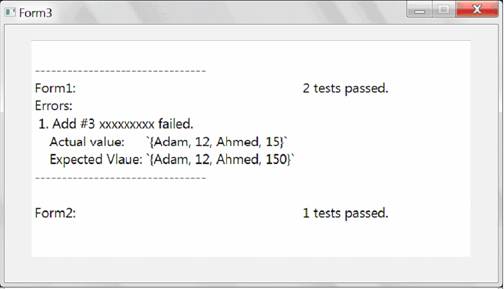 Form3
-------------------------------
Form1: 2 tests passed.
Errors:
1. Add #3 xxxxxxxxx failed.
Actual value: `{Adam, 12, Ahmed, 15}`
Expected Vlaue: `{Adam, 12, Ahmed, 150}`
-------------------------------
Form2: 1 tests passed.